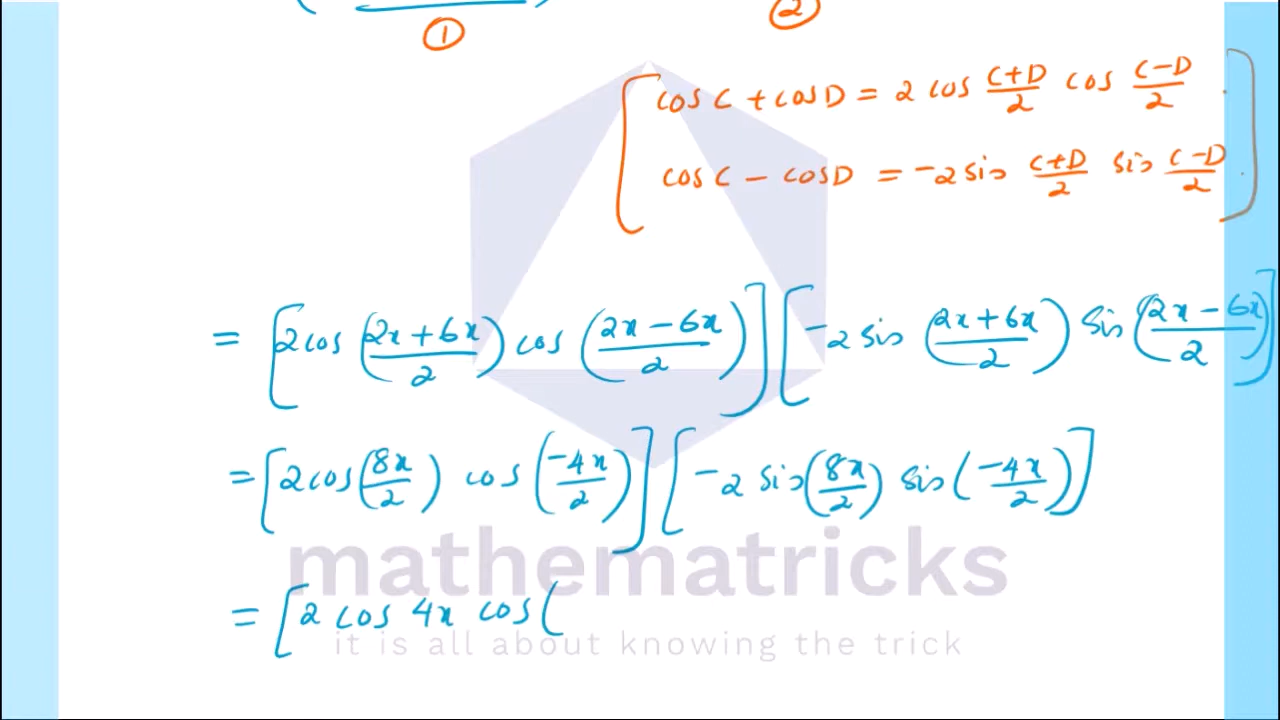 ① ②
cos C + cos D = 2 cos (C+D)/2 cos (C-D)/2
cos C - cos D = -2 sin (C+D)/2 sin (C-D)/2
= [2 cos ((2x+6x)/2) cos ((2x-6x)/2)] [-2 sin ((2x+6x)/2) sin ((2x-6x)/2)]
= [2 cos (8x/2) cos (-4x/2)] [-2 sin (8x/2) sin (-4x/2)]
mathematricks
= [2 cos 4x cos (
it is all about knowing the trick